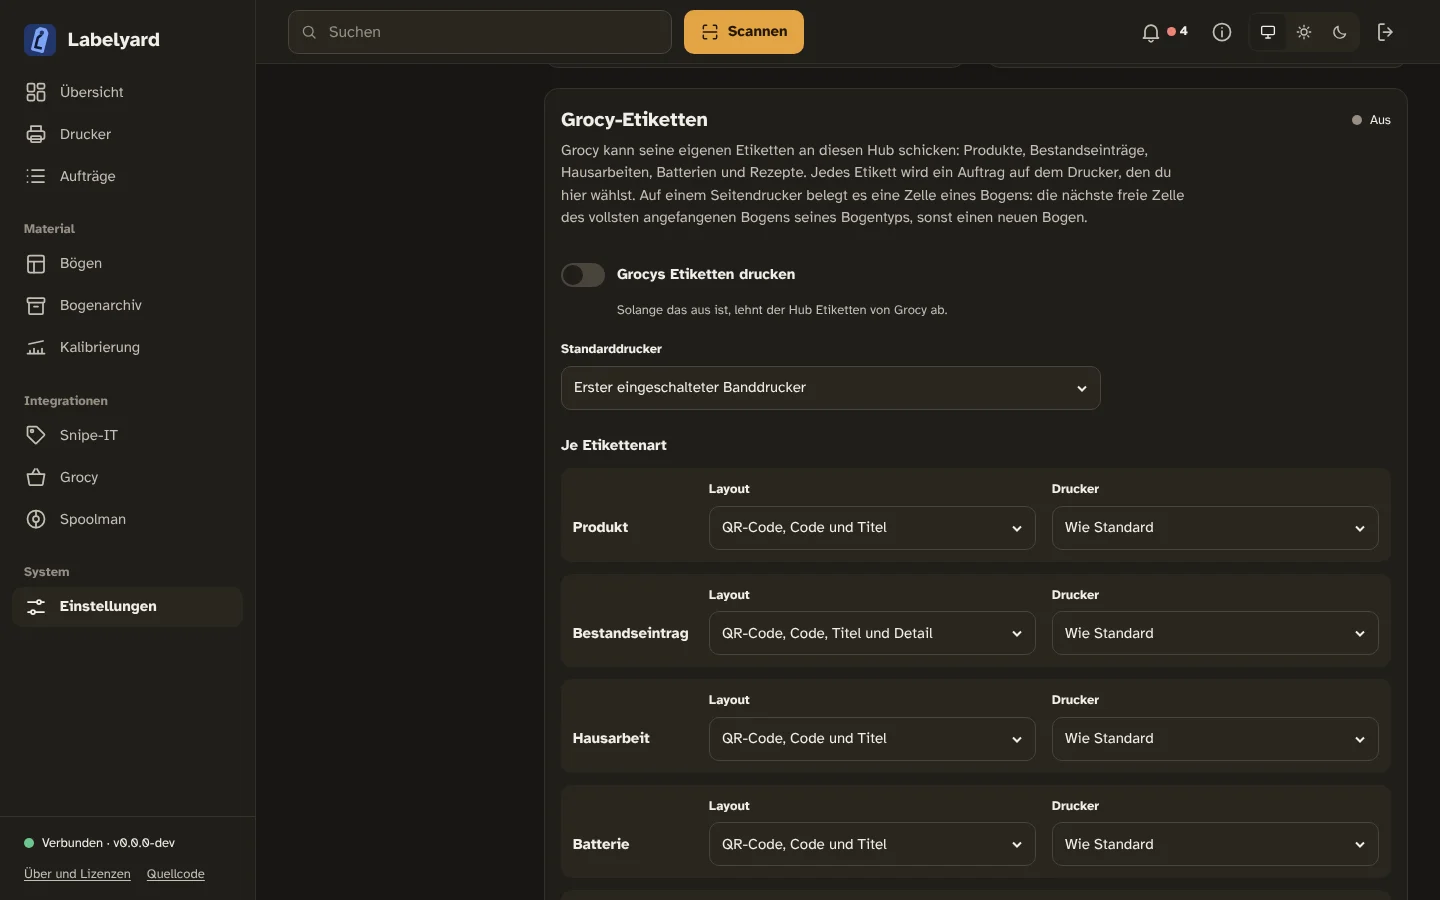 Labelyard
Suchen
Scannen
4
Übersicht
Drucker
Aufträge
Material
Bögen
Bogenarchiv
Kalibrierung
Integrationen
Snipe-IT
Grocy
Spoolman
System
Einstellungen
Verbunden · v0.0.0-dev
Über und Lizenzen Quellcode
Grocy-Etiketten
Aus
Grocy kann seine eigenen Etiketten an diesen Hub schicken: Produkte, Bestandseinträge,
Hausarbeiten, Batterien und Rezepte. Jedes Etikett wird ein Auftrag auf dem Drucker, den du
hier wählst. Auf einem Seitendrucker belegt es eine Zelle eines Bogens: die nächste freie Zelle
des vollsten angefangenen Bogens seines Bogentyps, sonst einen neuen Bogen.
Grocys Etiketten drucken
Solange das aus ist, lehnt der Hub Etiketten von Grocy ab.
Standarddrucker
Erster eingeschalteter Banddrucker
Je Etikettenart
Layout Drucker
Produkt QR-Code, Code und Titel Wie Standard
Layout Drucker
Bestandseintrag QR-Code, Code, Titel und Detail Wie Standard
Layout Drucker
Hausarbeit QR-Code, Code und Titel Wie Standard
Layout Drucker
Batterie QR-Code, Code und Titel Wie Standard